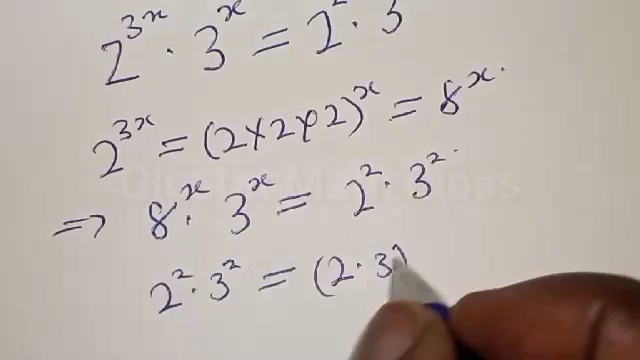 2^{3x} · 3^x = 2^2 · 3
2^{3x} = (2×2×2)^x = 8^x.
=> 8^x · 3^x = 2^2 · 3^2.
2^2 · 3^2 = (2 · 3)